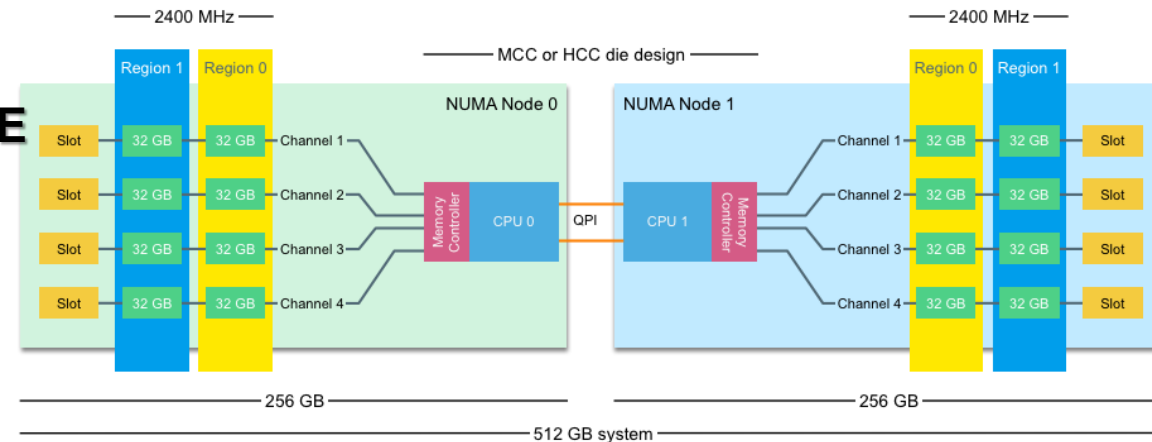 2400 MHz
2400 MHz
MCC or HCC die design
Region 1
Region 0
Region 0
Region 1
E
NUMA Node 0
NUMA Node 1
Slot
32 GB
32 GB
Channel 1
Channel 1
32 GB
32 GB
Slot
Slot
32 GB
32 GB
Channel 2
Channel 2
32 GB
32 GB
Slot
Memory
Controller
CPU 0
QPI
CPU 1
Memory
Controller
Slot
32 GB
32 GB
Channel 3
Channel 3
32 GB
32 GB
Slot
Slot
32 GB
32 GB
Channel 4
Channel 4
32 GB
32 GB
Slot
256 GB
256 GB
512 GB system